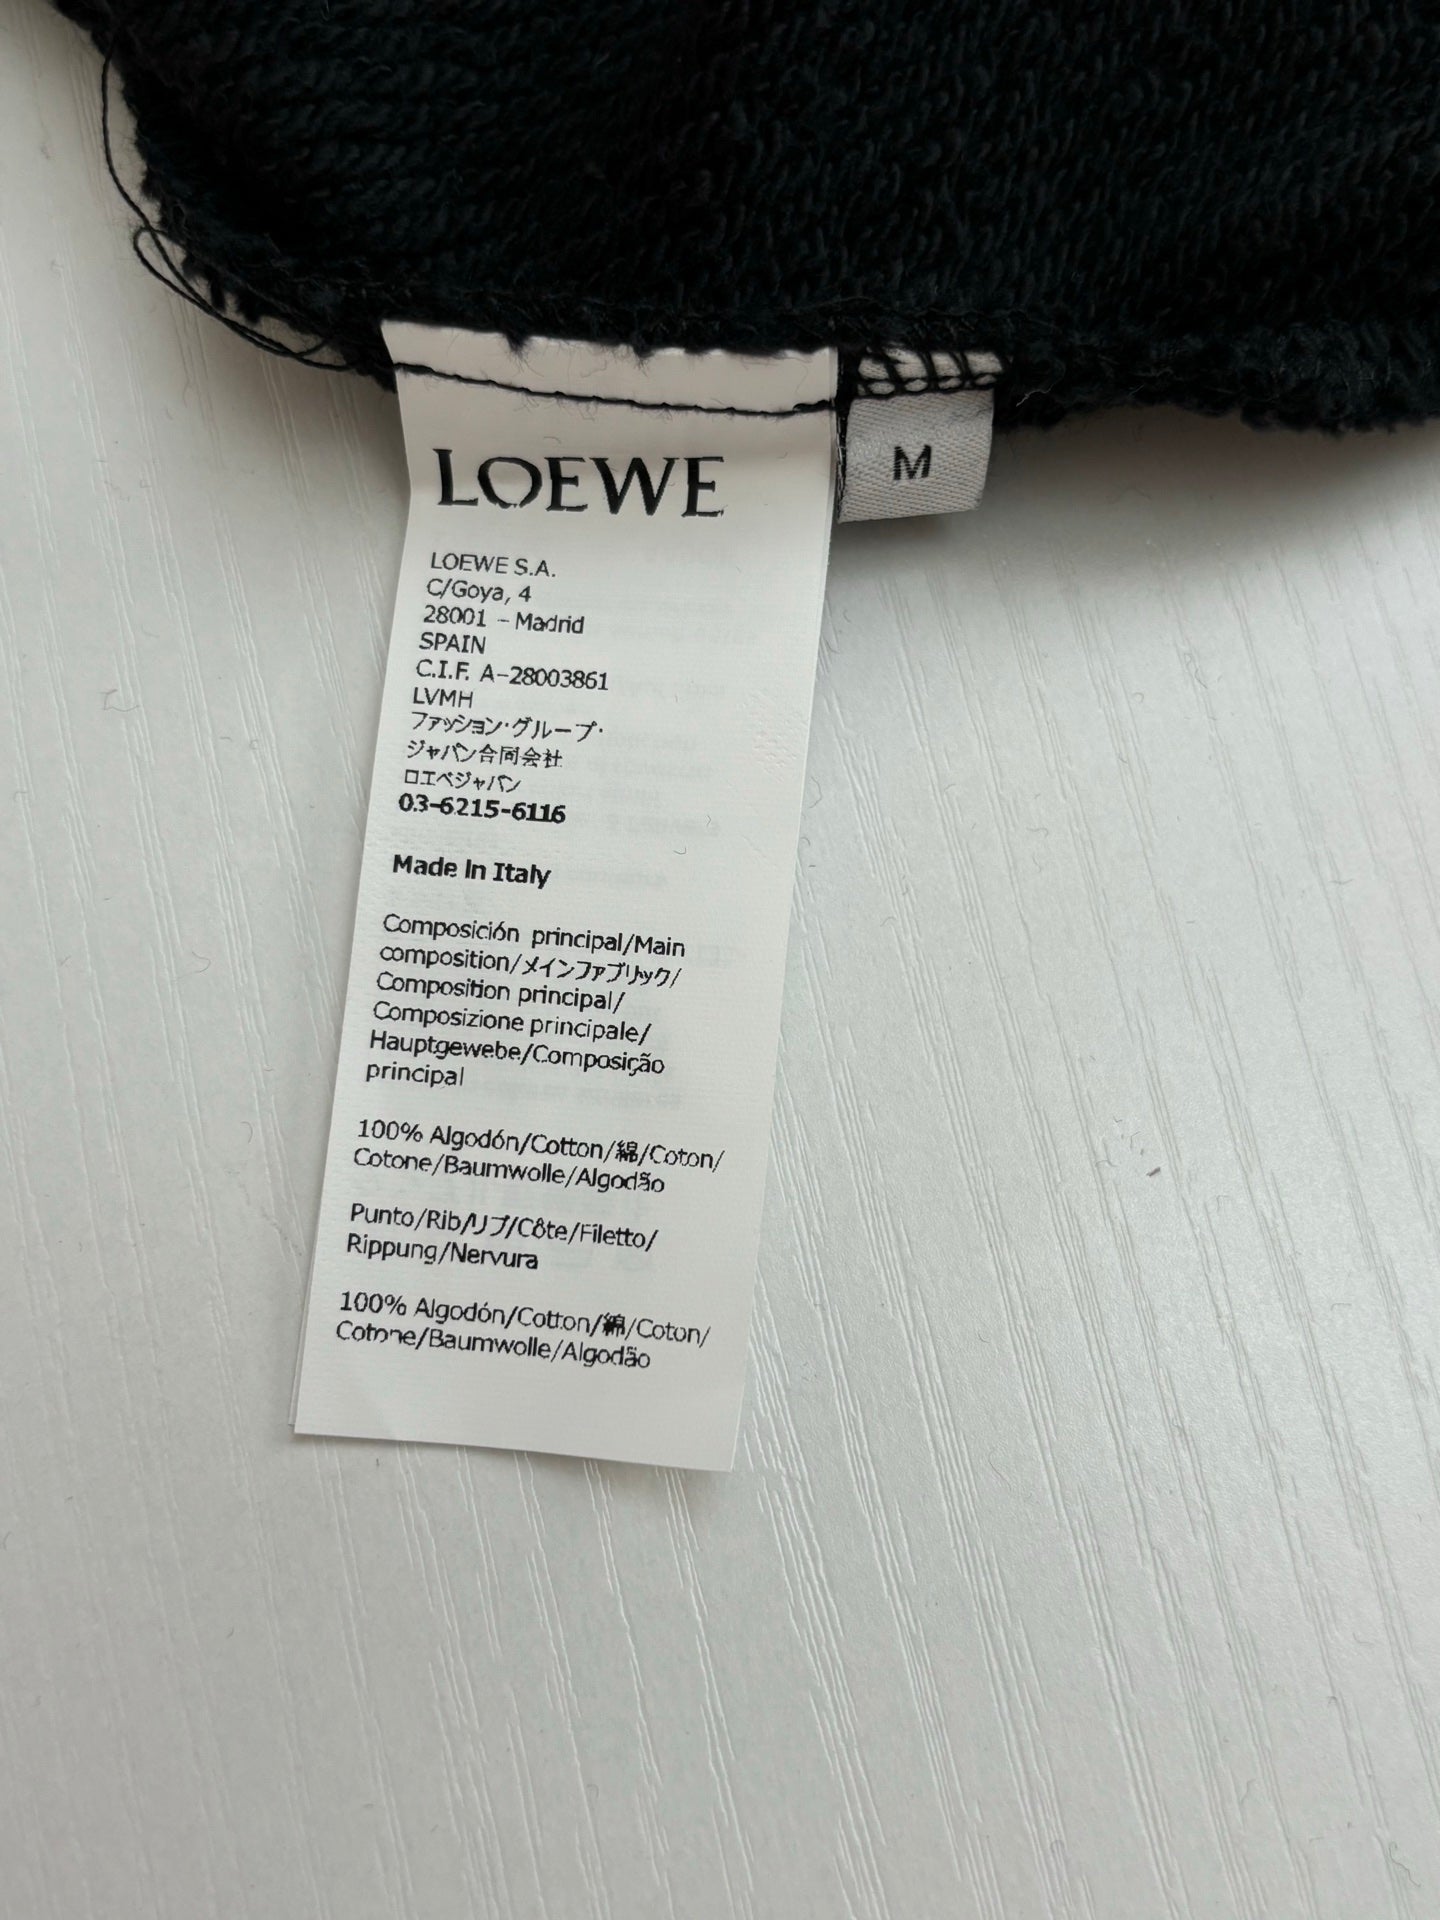 LOEWE
M
LOEWE S.A.
C/Goya, 4
28001 - Madrid
SPAIN
C.I.F. A-28003861
LVMH
ファッション・グループ・
ジャパン合同会社
ロエベジャパン
03-6215-6116
Made in Italy
Composición principal/Main
composition/メインファブリック/
Composition principal/
Composizione principale/
Hauptgewebe/Composição
principal
100% Algodón/Cotton/綿/Coton/
Cotone/Baumwolle/Algodão
Punto/Rib/リブ/Côte/Filetto/
Rippung/Nervura
100% Algodón/Cotton/綿/Coton/
Cotone/Baumwolle/Algodão